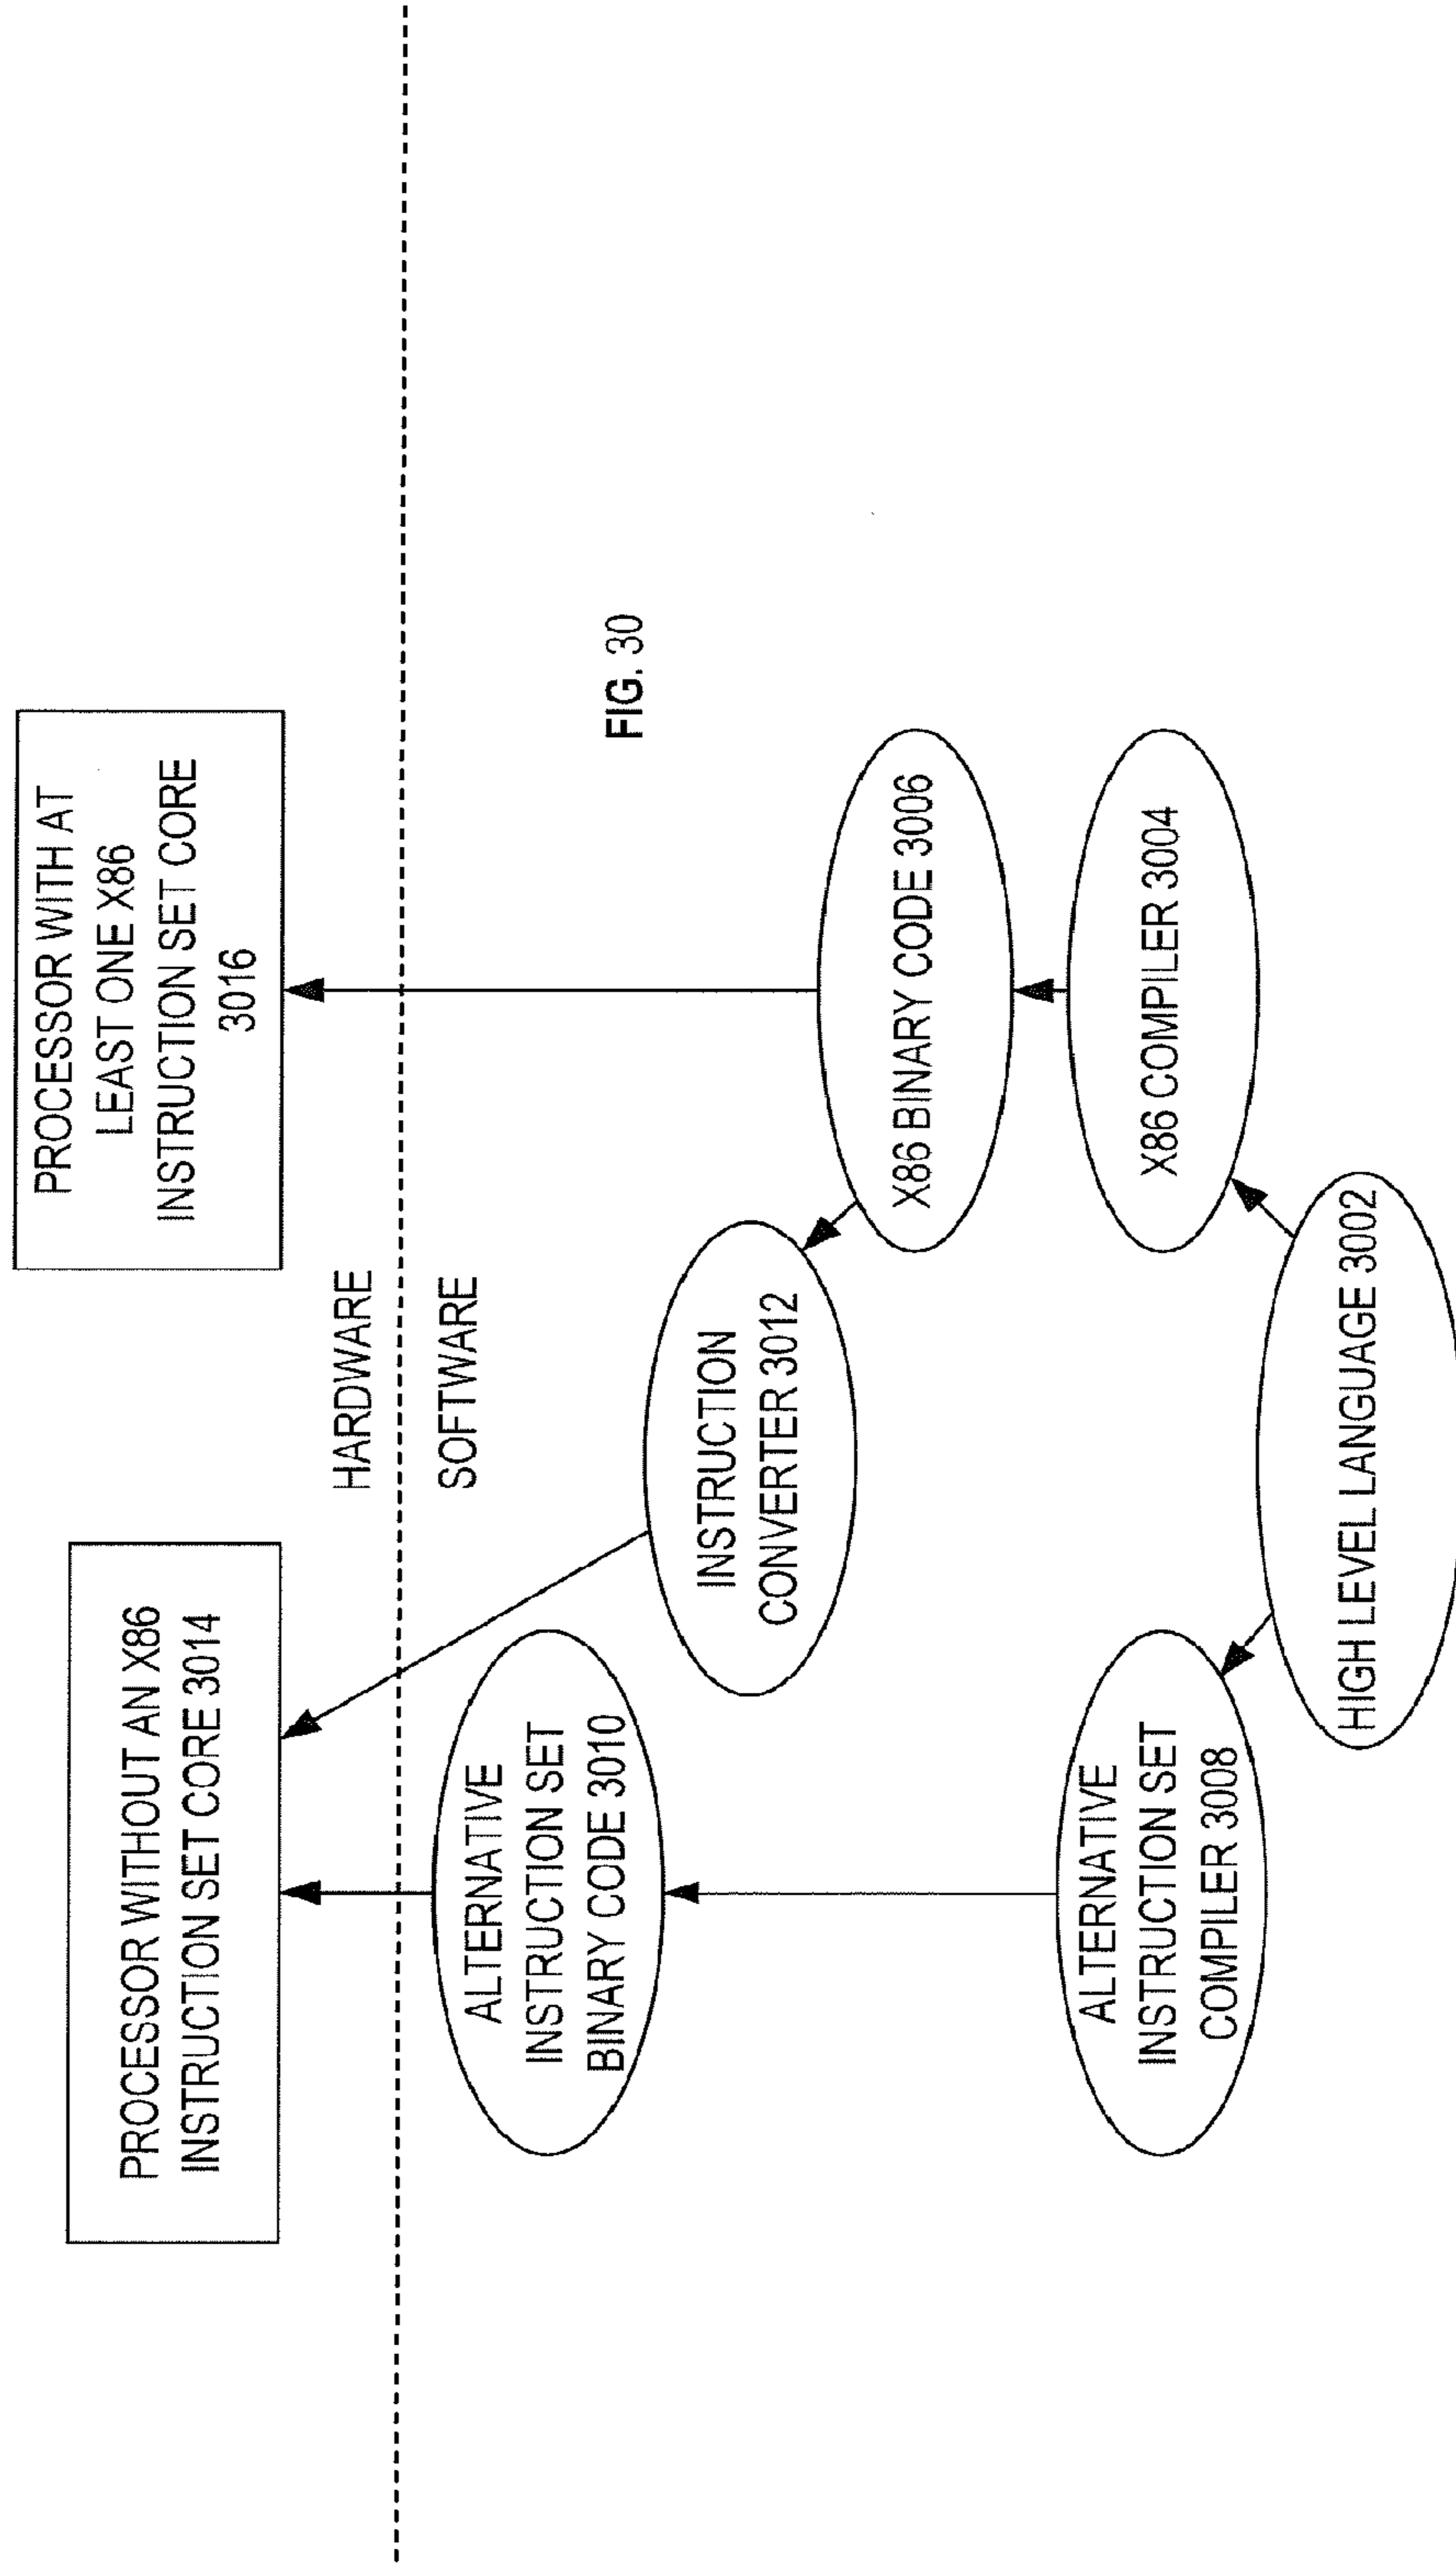 PROCESSOR WITHOUT AN X86
INSTRUCTION SET CORE 3014
PROCESSOR WITH AT
LEAST ONE X86
INSTRUCTION SET CORE
3016
HARDWARE
SOFTWARE
ALTERNATIVE
INSTRUCTION SET
BINARY CODE 3010
INSTRUCTION
CONVERTER 3012
FIG. 30
X86 BINARY CODE 3006
ALTERNATIVE
INSTRUCTION SET
COMPILER 3008
X86 COMPILER 3004
HIGH LEVEL LANGUAGE 3002